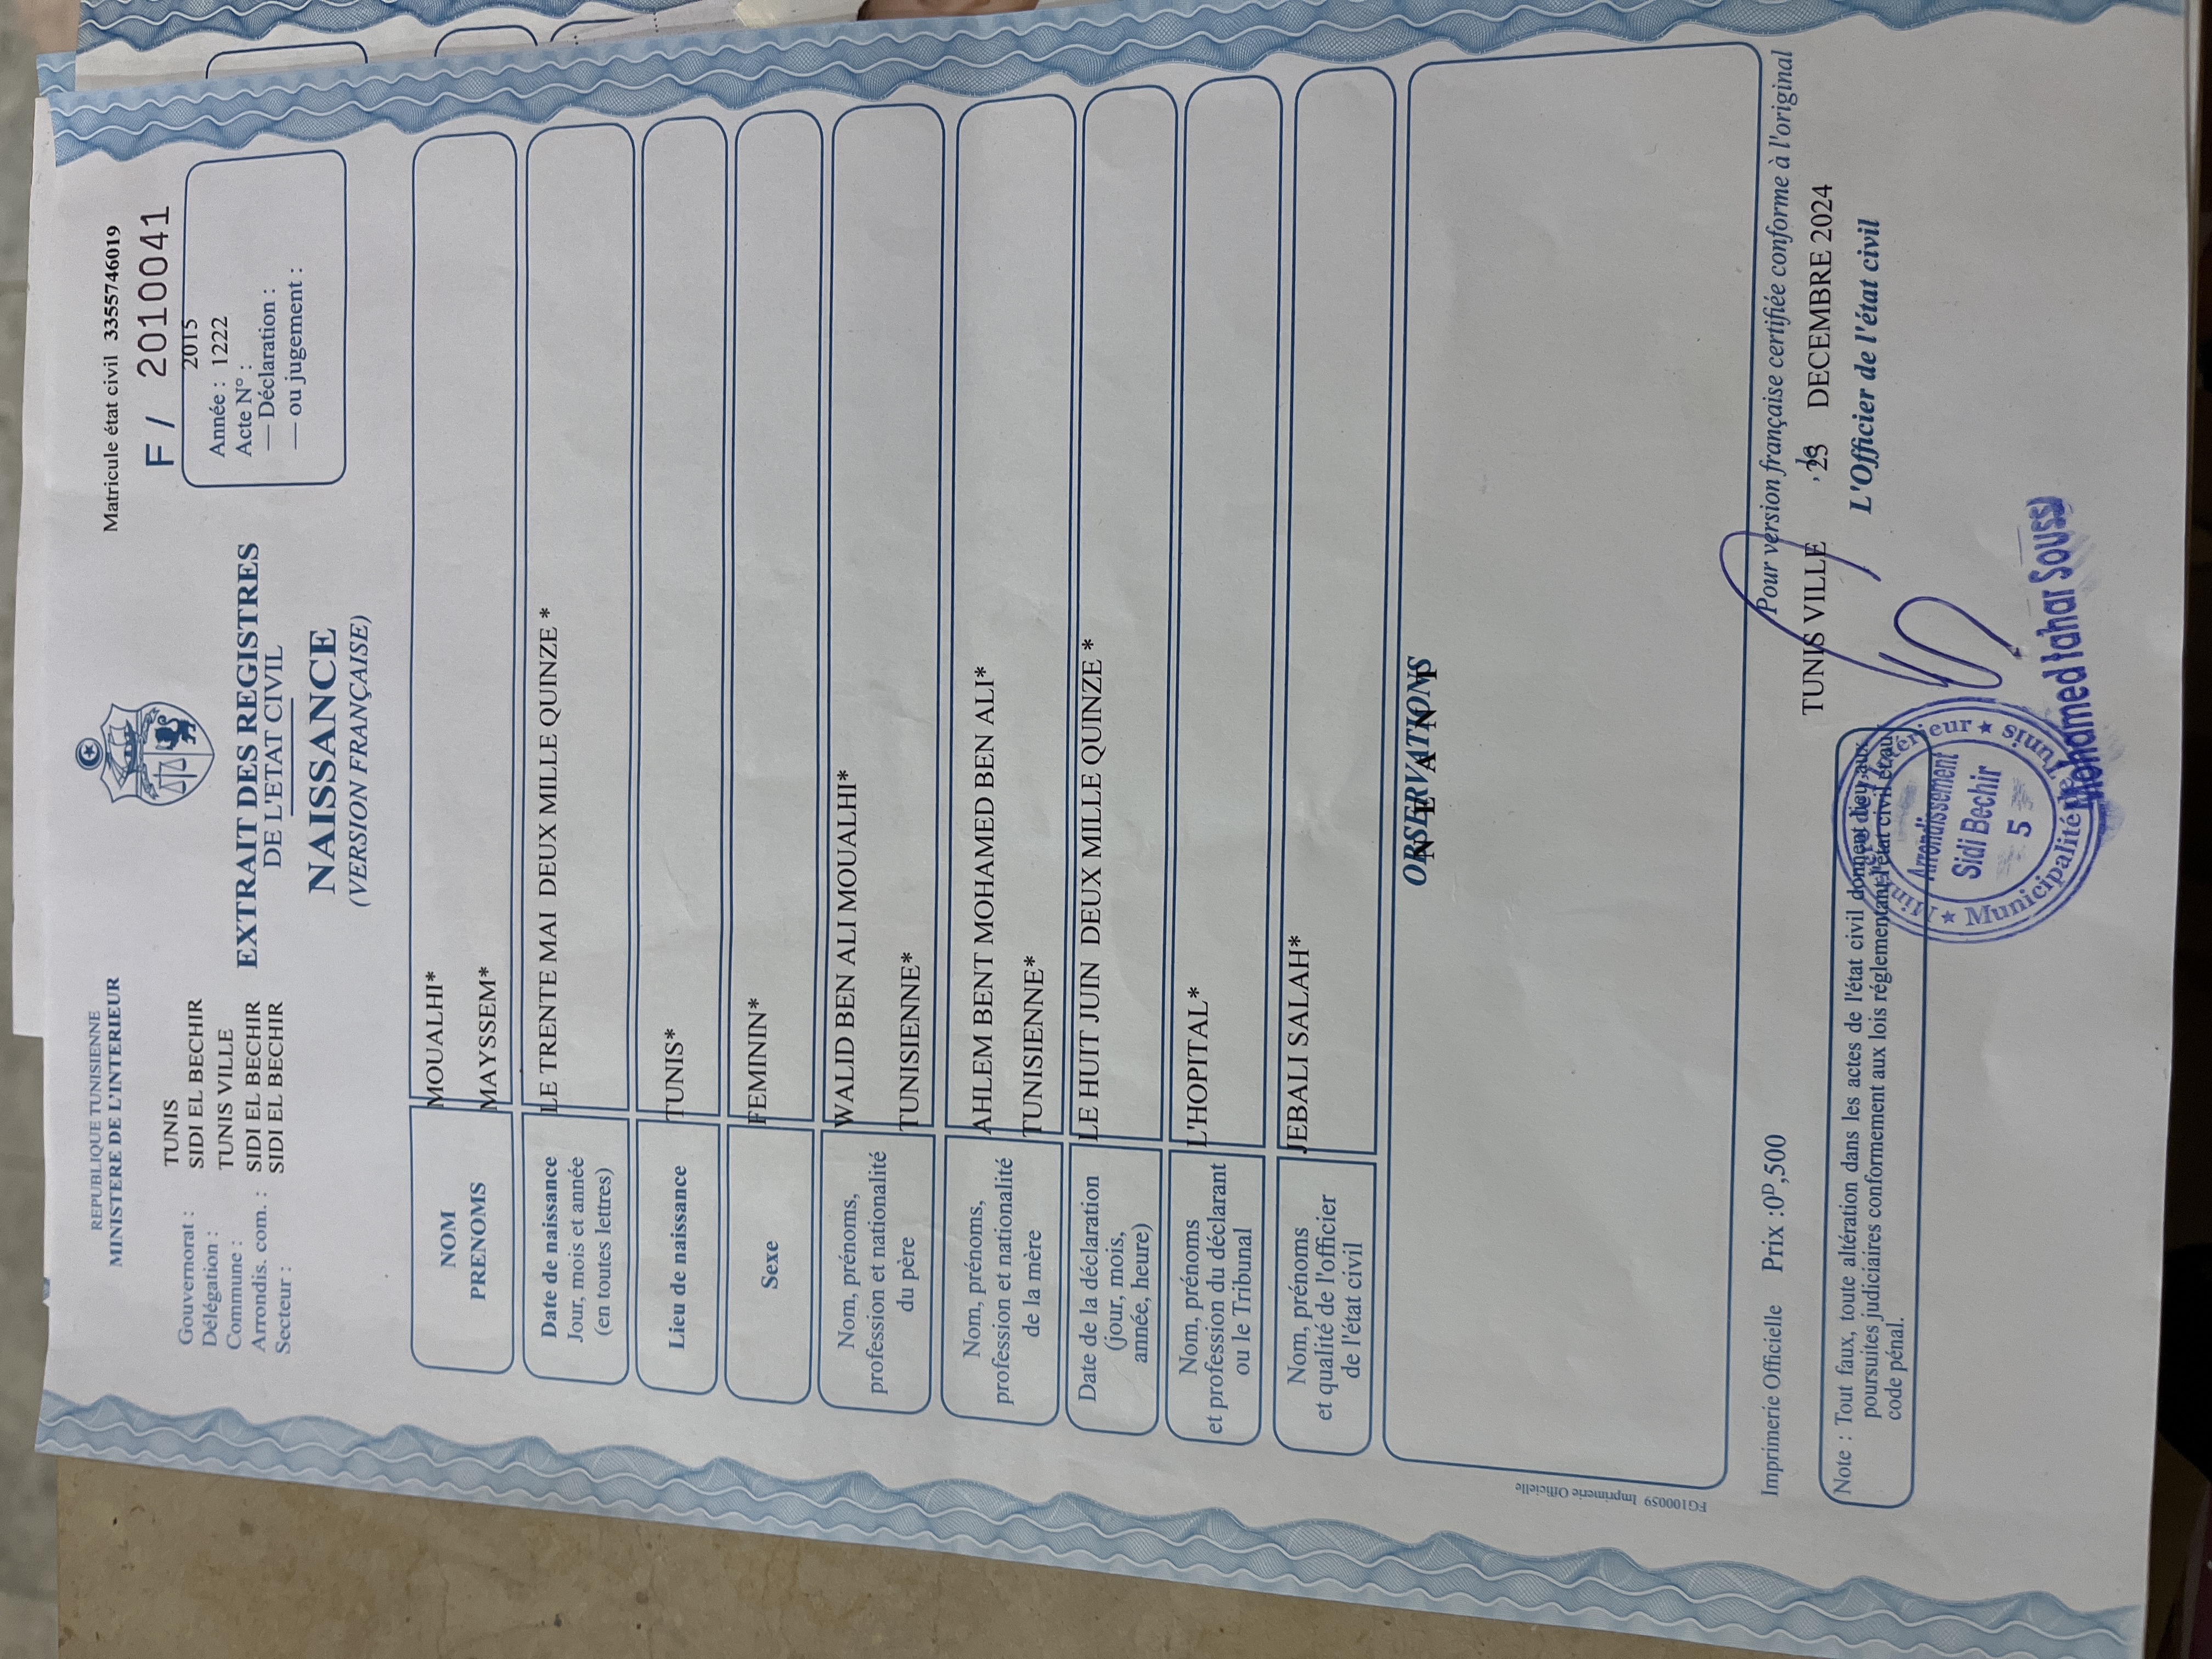 REPUBLIQUE TUNISIENNE
MINISTERE DE L'INTERIEUR
Matricule état civil 3355746019
F / 2010041
2015
Année : 1222
Acte N° :
— Déclaration :
— ou jugement :
Gouvernorat : TUNIS
Délégation : SIDI EL BECHIR
Commune : TUNIS VILLE
Arrondis. com. : SIDI EL BECHIR
Secteur : SIDI EL BECHIR
EXTRAIT DES REGISTRES
DE L'ETAT CIVIL
NAISSANCE
(VERSION FRANÇAISE)
NOM MOUALHI*
PRENOMS MAYSSEM*
Date de naissance LE TRENTE MAI DEUX MILLE QUINZE *
Jour, mois et année
(en toutes lettres)
Lieu de naissance TUNIS*
Sexe FEMININ*
Nom, prénoms, WALID BEN ALI MOUALHI*
profession et nationalité
du père TUNISIENNE*
Nom, prénoms, AHLEM BENT MOHAMED BEN ALI*
profession et nationalité
de la mère TUNISIENNE*
Date de la déclaration LE HUIT JUIN DEUX MILLE QUINZE *
(jour, mois,
année, heure)
Nom, prénoms L'HOPITAL*
et profession du déclarant
ou le Tribunal
Nom, prénoms JEBALI SALAH*
et qualité de l'officier
de l'état civil
OBSERVATIONS
N E A N T
FG100059 Imprimerie Officielle
Imprimerie Officielle Prix :0ᴰ,500
Pour version française certifiée conforme à l'original
TUNIS VILLE , le 23 DECEMBRE 2024
L'Officier de l'état civil
Note : Tout faux, toute altération dans les actes de l'état civil donnent lieu aux
poursuites judiciaires conformement aux lois réglementant l'état civil et au
code pénal.
Arrondissement
Sidi Bechir
5
Municipalité de Tunis
Mohamed tahar Soussi